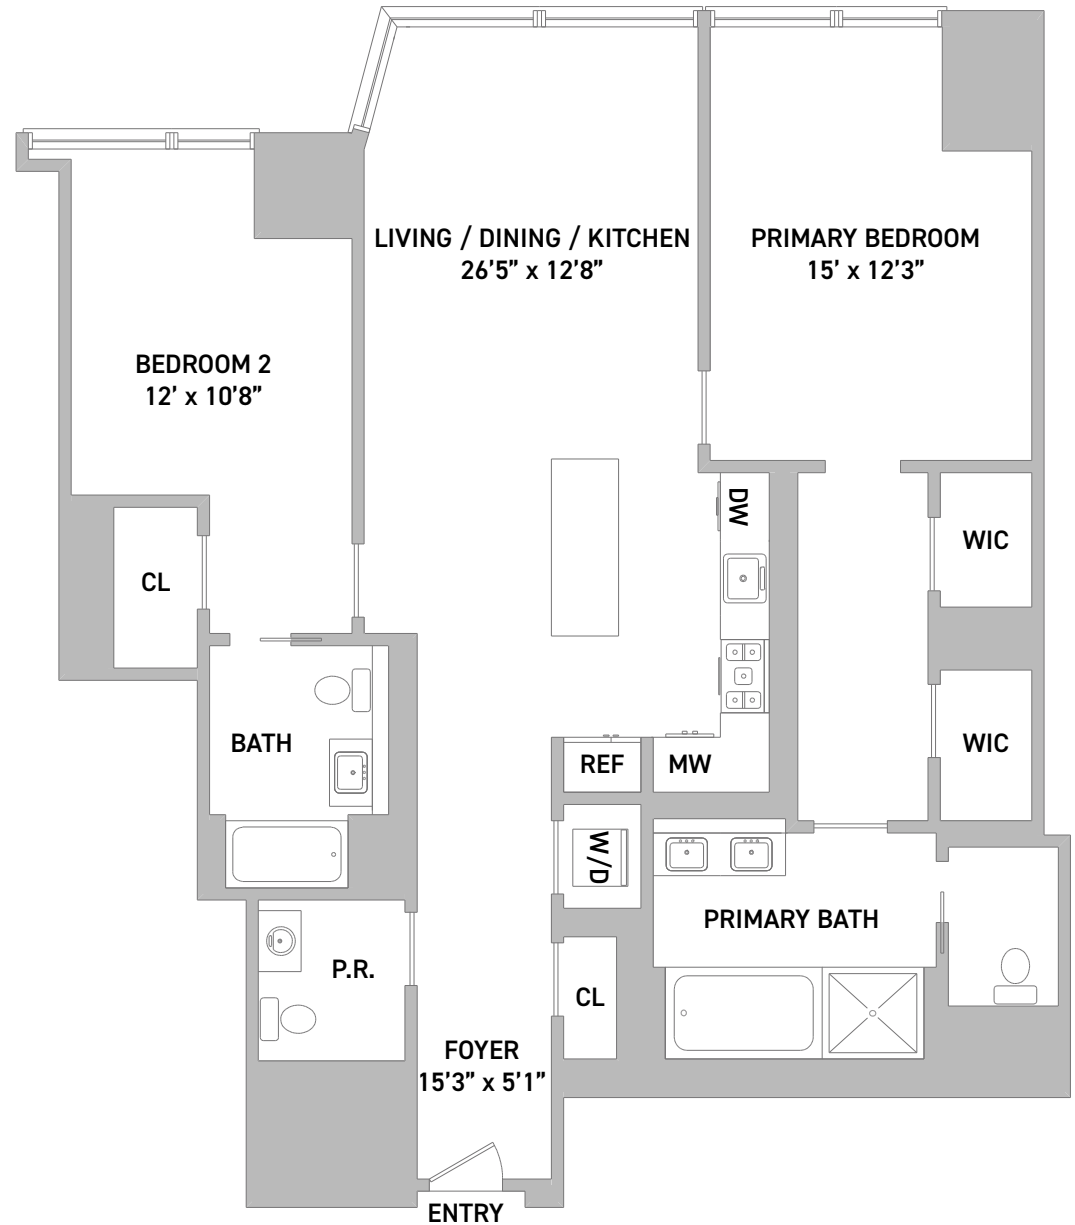 LIVING / DINING / KITCHEN
26'5” x 12'8”
PRIMARY BEDROOM
15' x 12'3”
BEDROOM 2
12' x 10'8”
DW
WIC
CL
BATH
REF
MW
WIC
W/D
PRIMARY BATH
P.R.
CL
FOYER
15'3” x 5'1”
ENTRY